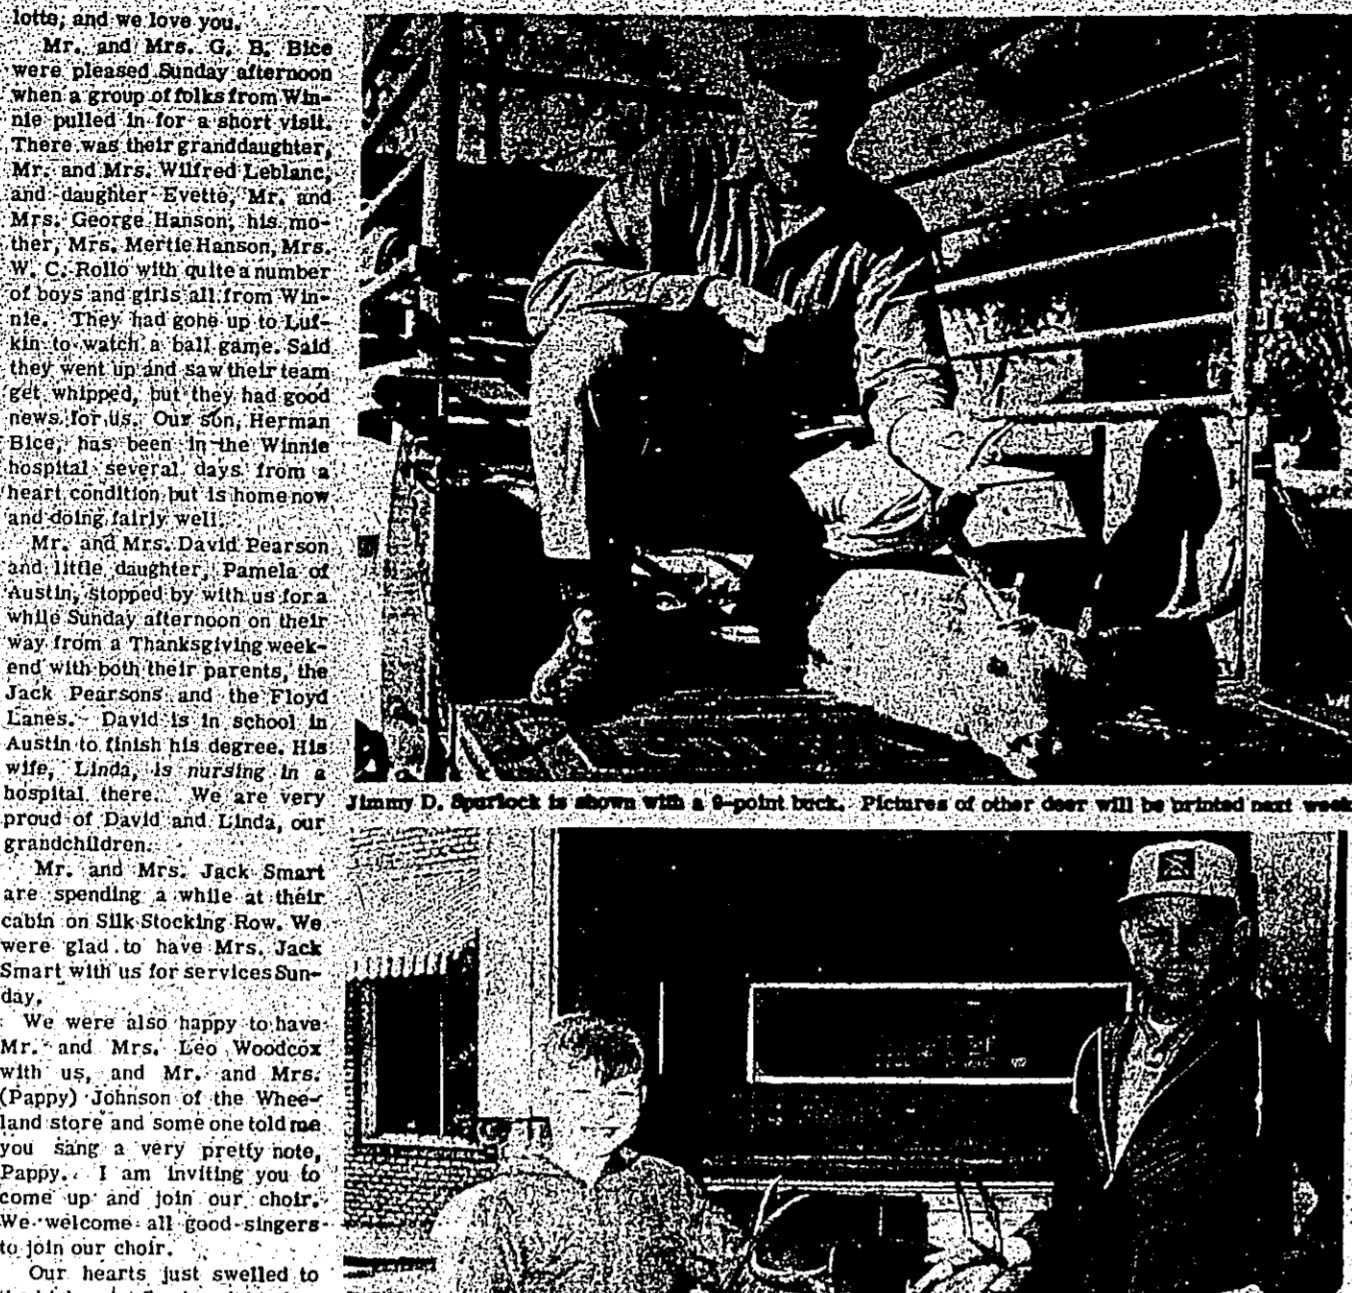 lotte, and we love you.
Mr. and Mrs. G. B. Bice
were pleased Sunday afternoon
when a group of folks from Win-
nie pulled in for a short visit.
There was their granddaughter,
Mr. and Mrs. Wilfred Leblanc,
and daughter Evette, Mr. and
Mrs. George Hanson, his mo-
ther, Mrs. Mertie Hanson, Mrs.
W. C. Rollo with quite a number
of boys and girls all from Win-
nie. They had gone up to Luf-
kin to watch a ball game. Said
they went up and saw their team
get whipped, but they had good
news for us. Our son, Herman
Bice, has been in the Winnie
hospital several days from a
heart condition but is home now
and doing fairly well.
Mr. and Mrs. David Pearson
and little daughter, Pamela of
Austin, stopped by with us for a
while Sunday afternoon on their
way from a Thanksgiving week-
end with both their parents, the
Jack Pearsons and the Floyd
Lanes. David is in school in
Austin to finish his degree. His
wife, Linda, is nursing in a
hospital there. We are very
proud of David and Linda, our
grandchildren.
Mr. and Mrs. Jack Smart
are spending a while at their
cabin on Silk Stocking Row. We
were glad to have Mrs. Jack
Smart with us for services Sun-
day.
We were also happy to have
Mr. and Mrs. Leo Woodcox
with us, and Mr. and Mrs.
(Pappy) Johnson of the Whee-
land store and some one told me
you sang a very pretty note,
Pappy. I am inviting you to
come up and join our choir.
We welcome all good singers
to join our choir.
Our hearts just swelled to
Jimmy D. Spurlock is shown with a 9-point buck. Pictures of other deer will be printed next week